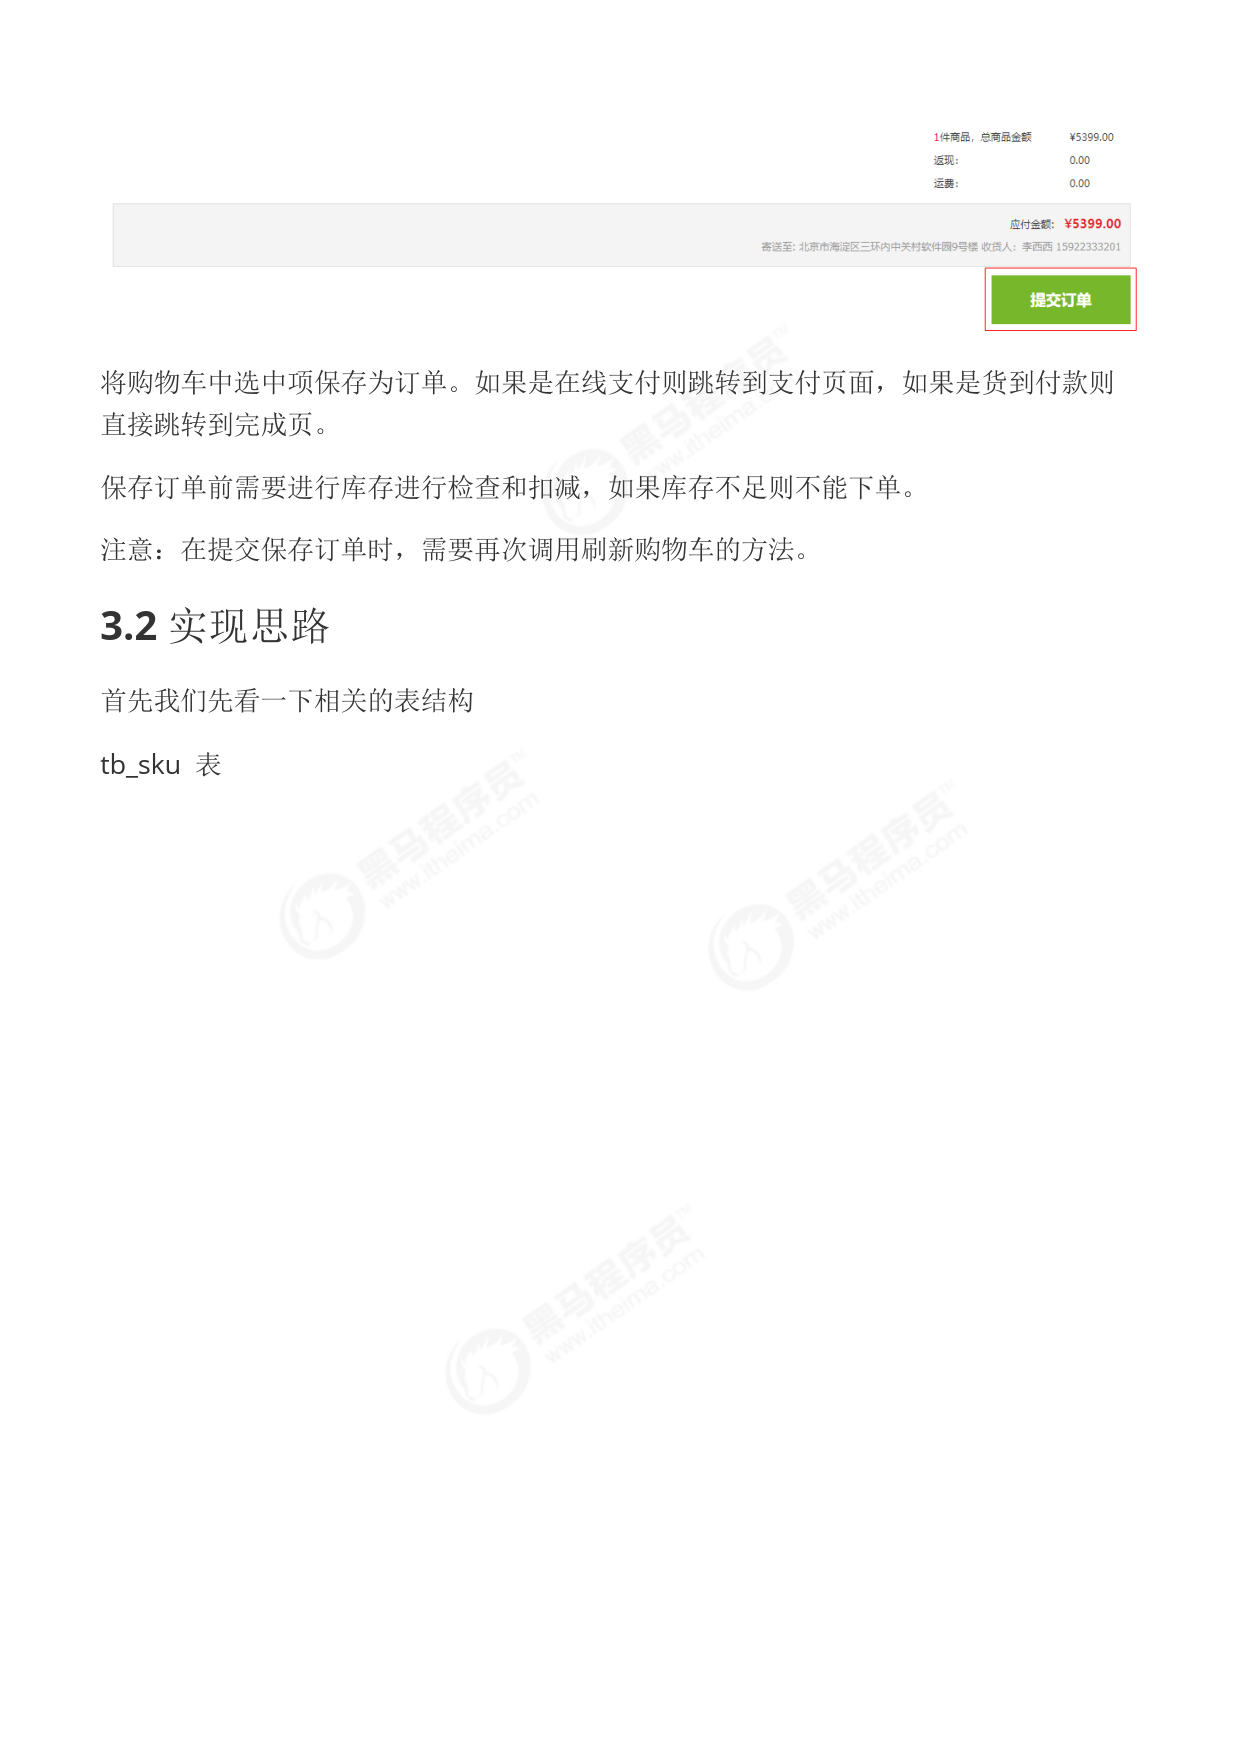 1件商品，总商品金额 ¥5399.00
返现： 0.00
运费： 0.00
应付金额: ¥5399.00
寄送至: 北京市海淀区三环内中关村软件园9号楼 收货人：李西西 15922333201
提交订单
将购物车中选中项保存为订单。如果是在线支付则跳转到支付页面，如果是货到付款则
直接跳转到完成页。
保存订单前需要进行库存进行检查和扣减，如果库存不足则不能下单。
注意：在提交保存订单时，需要再次调用刷新购物车的方法。
3.2 实现思路
首先我们先看一下相关的表结构
tb_sku 表
黑马程序员™
www.itheima.com
黑马程序员™
www.itheima.com
黑马程序员™
www.itheima.com
黑马程序员™
www.itheima.com